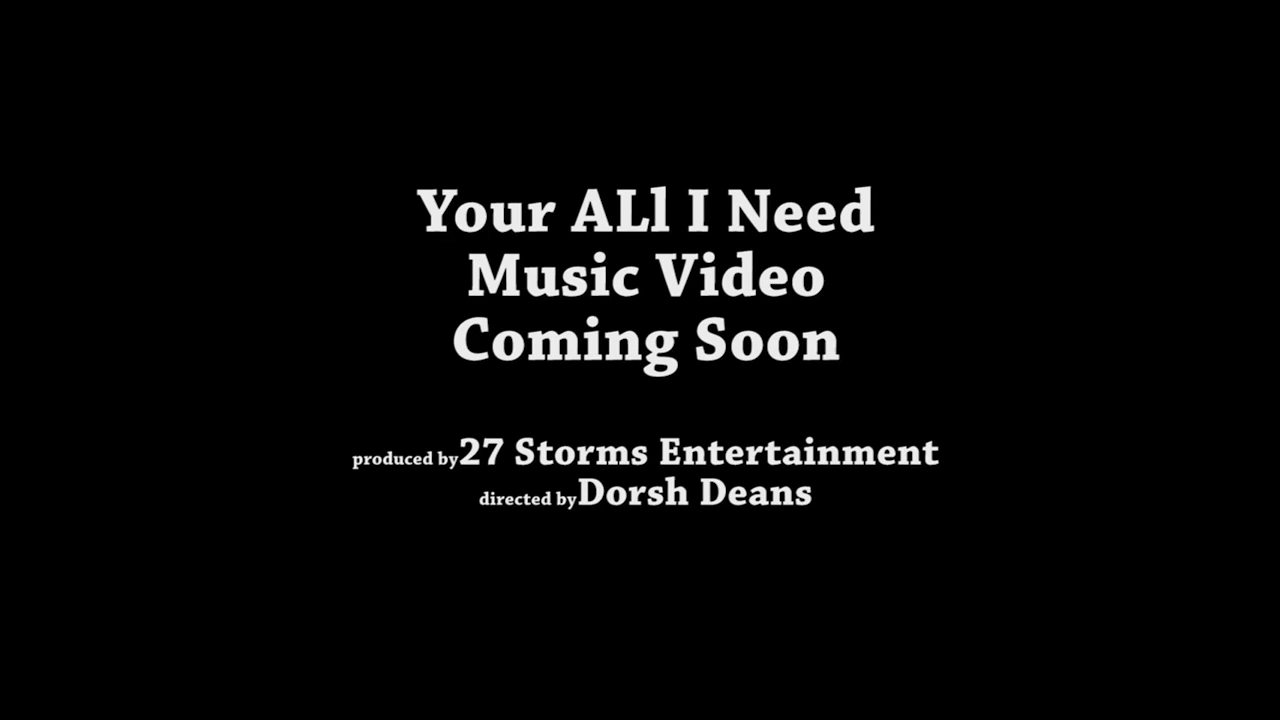 Your ALl I Need
Music Video
Coming Soon
produced by27 Storms Entertainment
directed byDorsh Deans